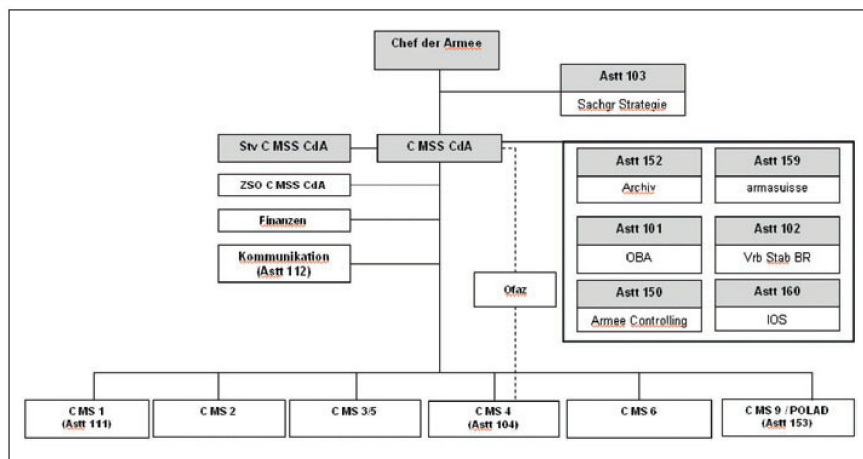 Chef der Armee
Astt 103
Sachgr Strategie
Stv C MSS CdA
C MSS CdA
ZSO C MSS CdA
Finanzen
Kommunikation
(Astt 112)
Astt 152
Archiv
Astt 159
armasuisse
Astt 101
OBA
Astt 102
Vrb Stab BR
Astt 150
Armee Controlling
Astt 160
IOS
Ofaz
C MS 1
(Astt 111)
C MS 2
C MS 3/5
C MS 4
(Astt 104)
C MS 6
C MS 9 / POLAD
(Astt 153)